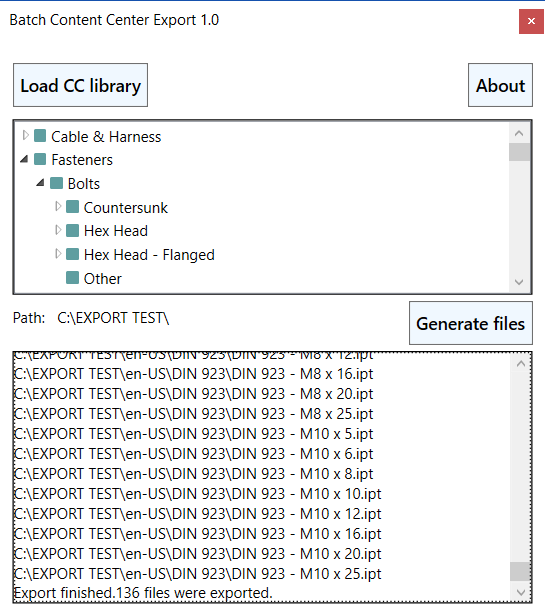 Batch Content Center Export 1.0
Load CC library
About
Cable & Harness
Fasteners
Bolts
Countersunk
Hex Head
Hex Head - Flanged
Other
Path: C:\EXPORT TEST\
Generate files
C:\EXPORT TEST\en-US\DIN 923\DIN 923 - M8 x 12.ipt
C:\EXPORT TEST\en-US\DIN 923\DIN 923 - M8 x 16.ipt
C:\EXPORT TEST\en-US\DIN 923\DIN 923 - M8 x 20.ipt
C:\EXPORT TEST\en-US\DIN 923\DIN 923 - M8 x 25.ipt
C:\EXPORT TEST\en-US\DIN 923\DIN 923 - M10 x 5.ipt
C:\EXPORT TEST\en-US\DIN 923\DIN 923 - M10 x 6.ipt
C:\EXPORT TEST\en-US\DIN 923\DIN 923 - M10 x 8.ipt
C:\EXPORT TEST\en-US\DIN 923\DIN 923 - M10 x 10.ipt
C:\EXPORT TEST\en-US\DIN 923\DIN 923 - M10 x 12.ipt
C:\EXPORT TEST\en-US\DIN 923\DIN 923 - M10 x 16.ipt
C:\EXPORT TEST\en-US\DIN 923\DIN 923 - M10 x 20.ipt
C:\EXPORT TEST\en-US\DIN 923\DIN 923 - M10 x 25.ipt
Export finished.136 files were exported.